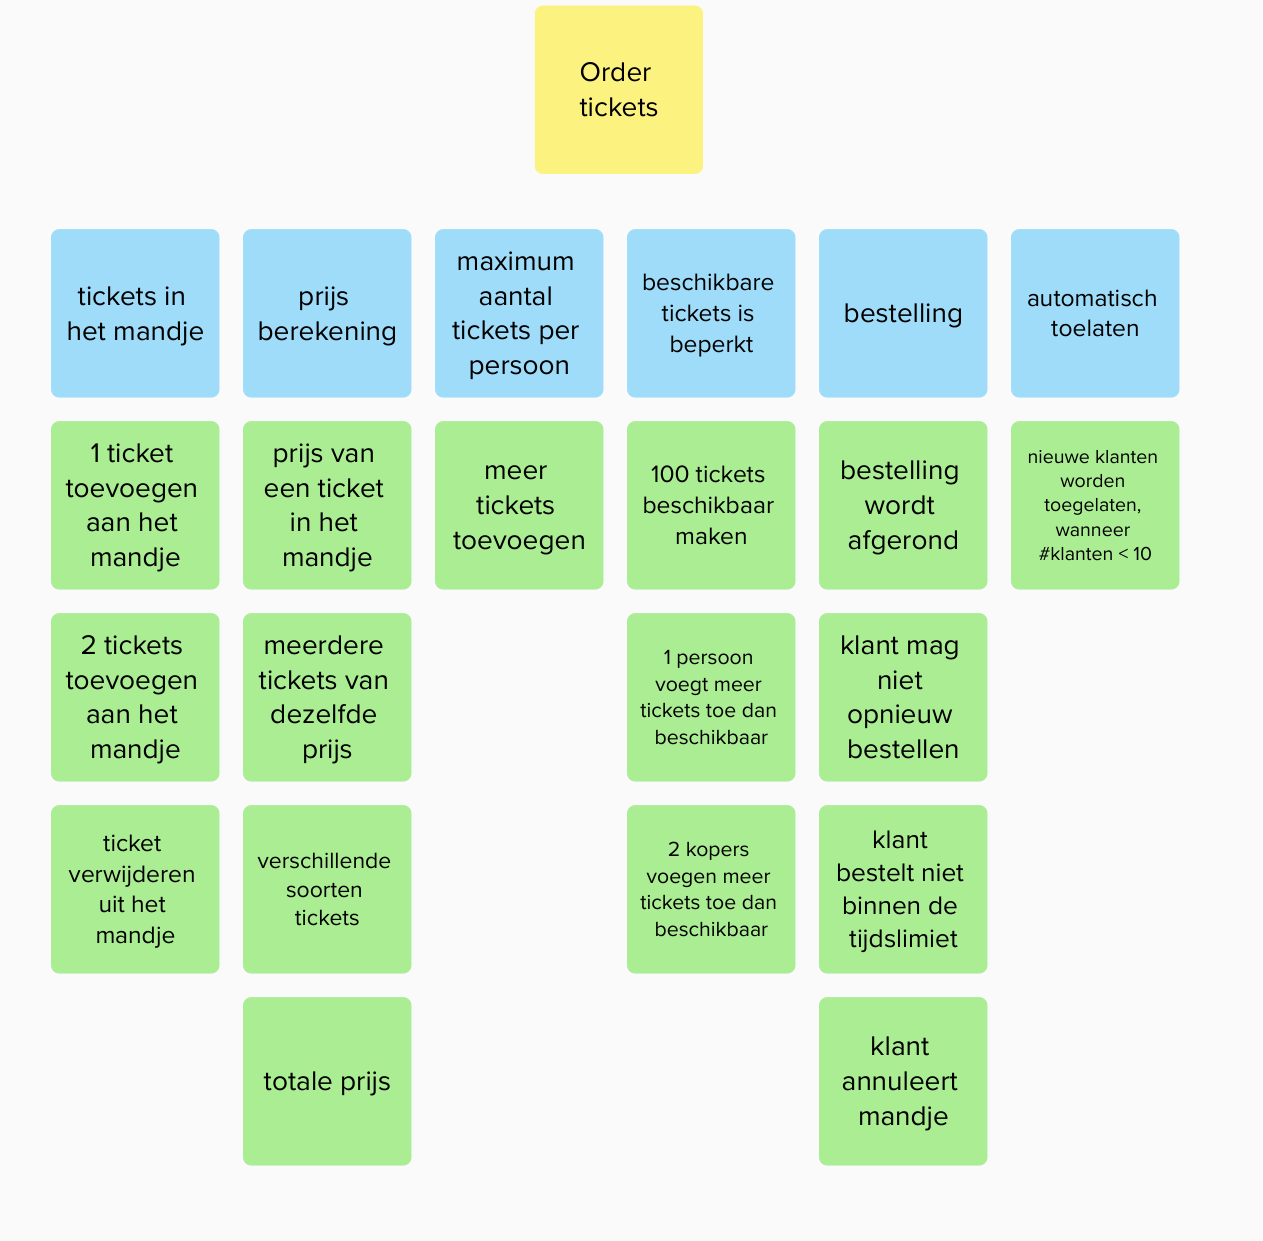 Order
tickets
tickets in
het mandje
prijs
berekening
maximum
aantal
tickets per
persoon
beschikbare
tickets is
beperkt
bestelling
automatisch
toelaten
1 ticket
toevoegen
aan het
mandje
prijs van
een ticket
in het
mandje
meer
tickets
toevoegen
100 tickets
beschikbaar
maken
bestelling
wordt
afgerond
nieuwe klanten
worden
toegelaten,
wanneer
#klanten < 10
2 tickets
toevoegen
aan het
mandje
meerdere
tickets van
dezelfde
prijs
1 persoon
voegt meer
tickets toe dan
beschikbaar
klant mag
niet
opnieuw
bestellen
ticket
verwijderen
uit het
mandje
verschillende
soorten
tickets
2 kopers
voegen meer
tickets toe dan
beschikbaar
klant
bestelt niet
binnen de
tijdslimiet
totale prijs
klant
annuleert
mandje